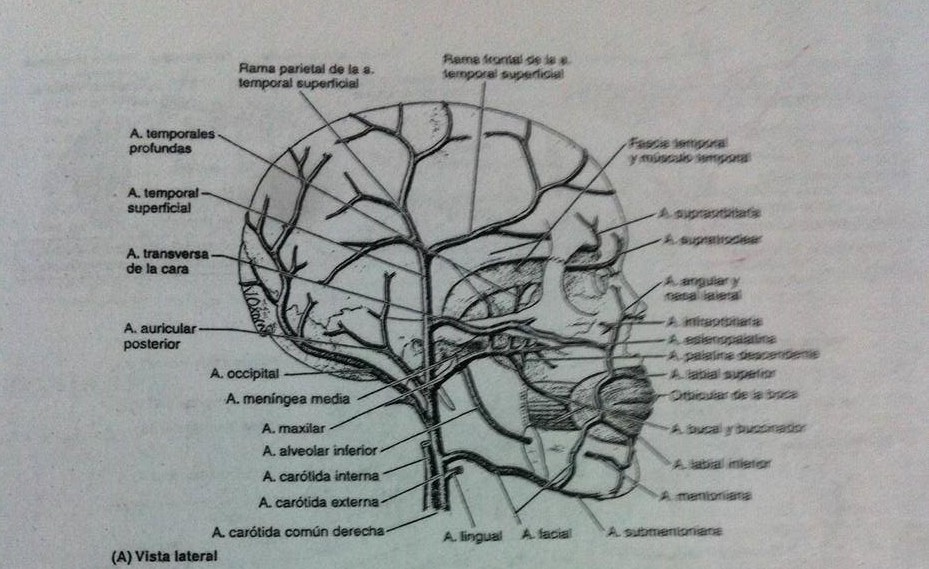 Rama parietal de la a.
temporal superficial
Rama frontal de la a.
temporal superficial
A. temporales
profundas
A. temporal
superficial
A. transversa
de la cara
A. auricular
posterior
A. occipital
A. meníngea media
A. maxilar
A. alveolar inferior
A. carótida interna
A. carótida externa
A. carótida común derecha
A. lingual
A. facial
A. submentoniana
Fascia temporal
y músculo temporal
A. supraorbitaria
A. supratroclear
A. angular y
nasal lateral
A. infraorbitaria
A. esfenopalatina
A. palatina descendente
A. labial superior
Orbicular de la boca
A. bucal y buccinador
A. labial inferior
A. mentoniana
(A) Vista lateral